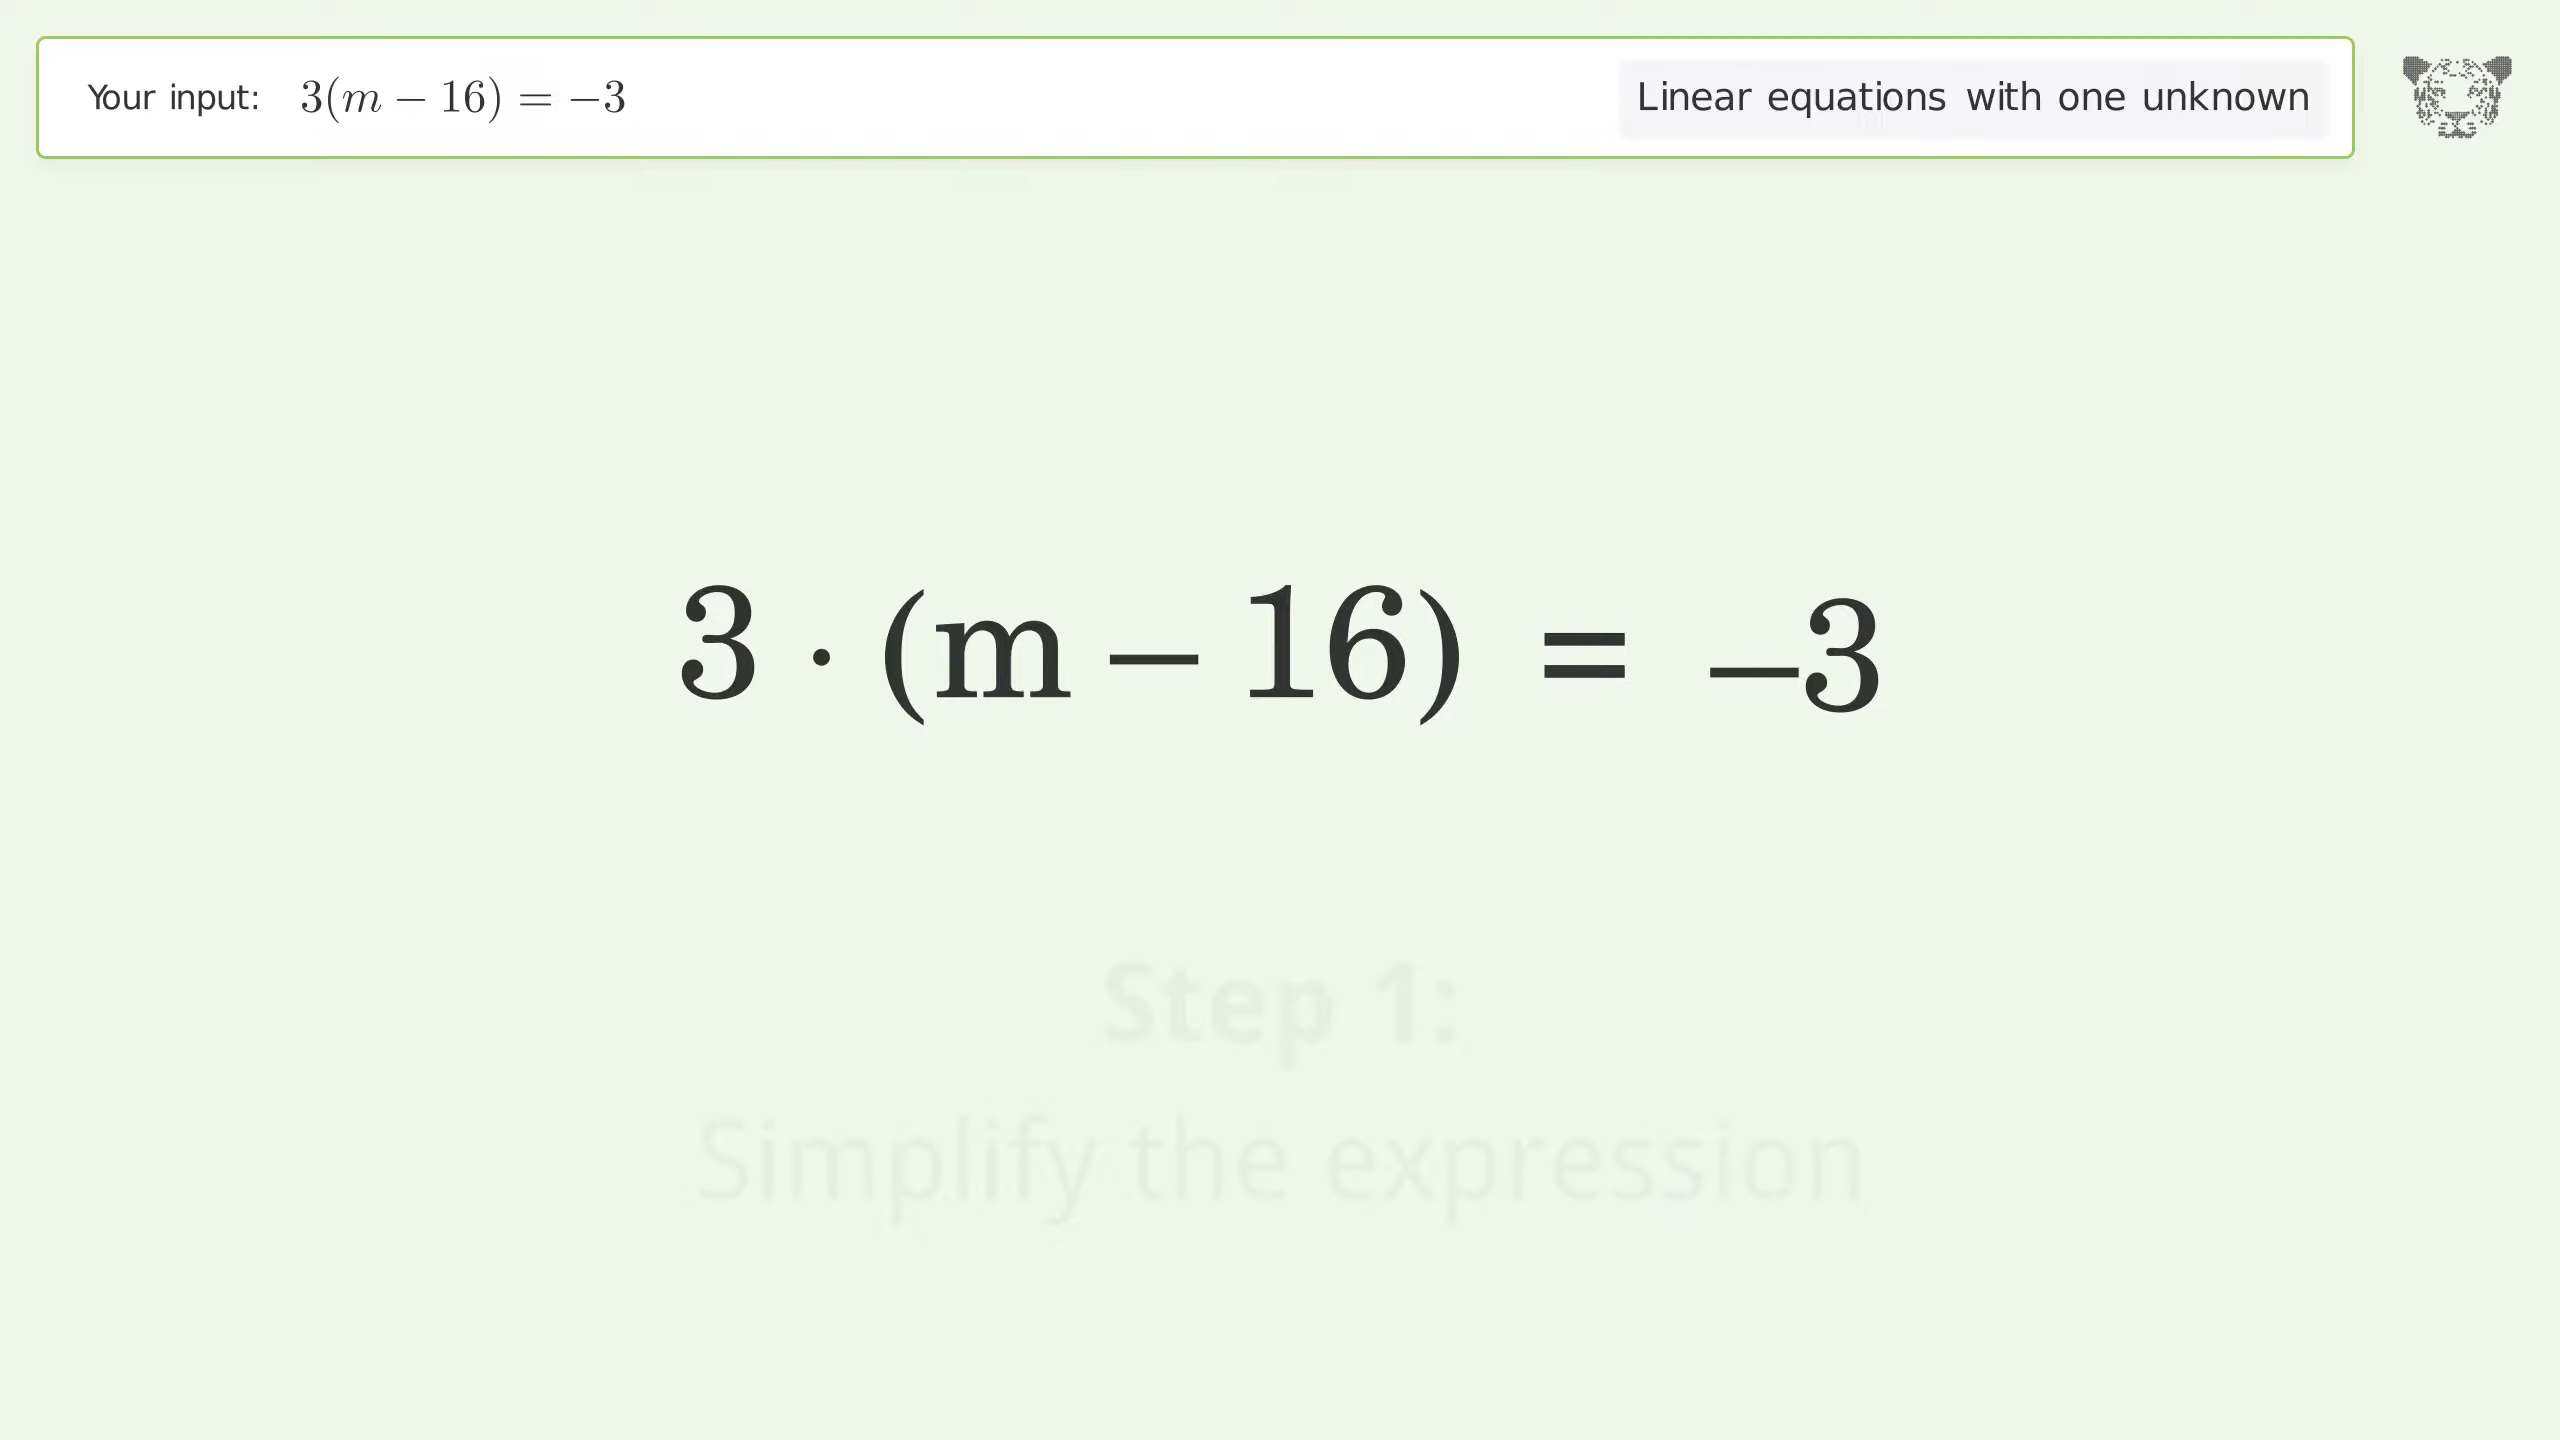 Your input: 3(m − 16) = −3
Linear equations with one unknown
3 · (m − 16) = −3
Step 1:
Simplify the expression